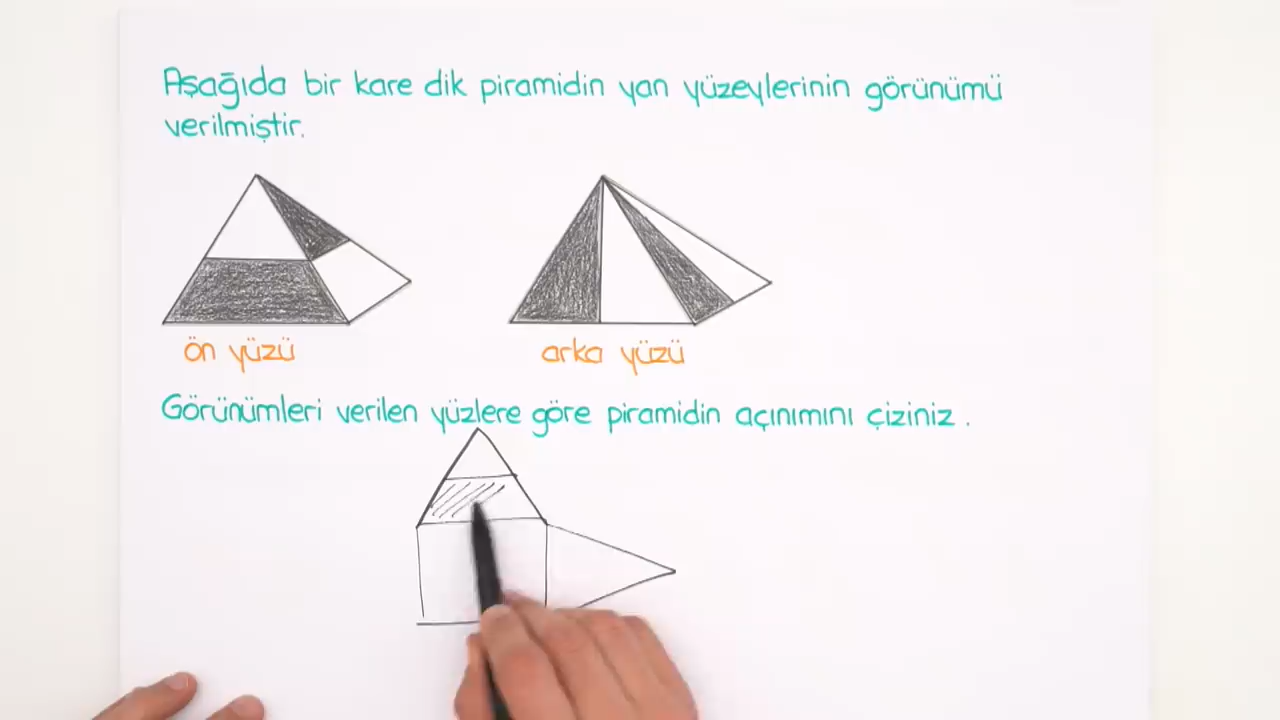 Aşağıda bir kare dik piramidin yan yüzeylerinin görünümü
verilmiştir.
ön yüzü
arka yüzü
Görünümleri verilen yüzlere göre piramidin açınımını çiziniz.